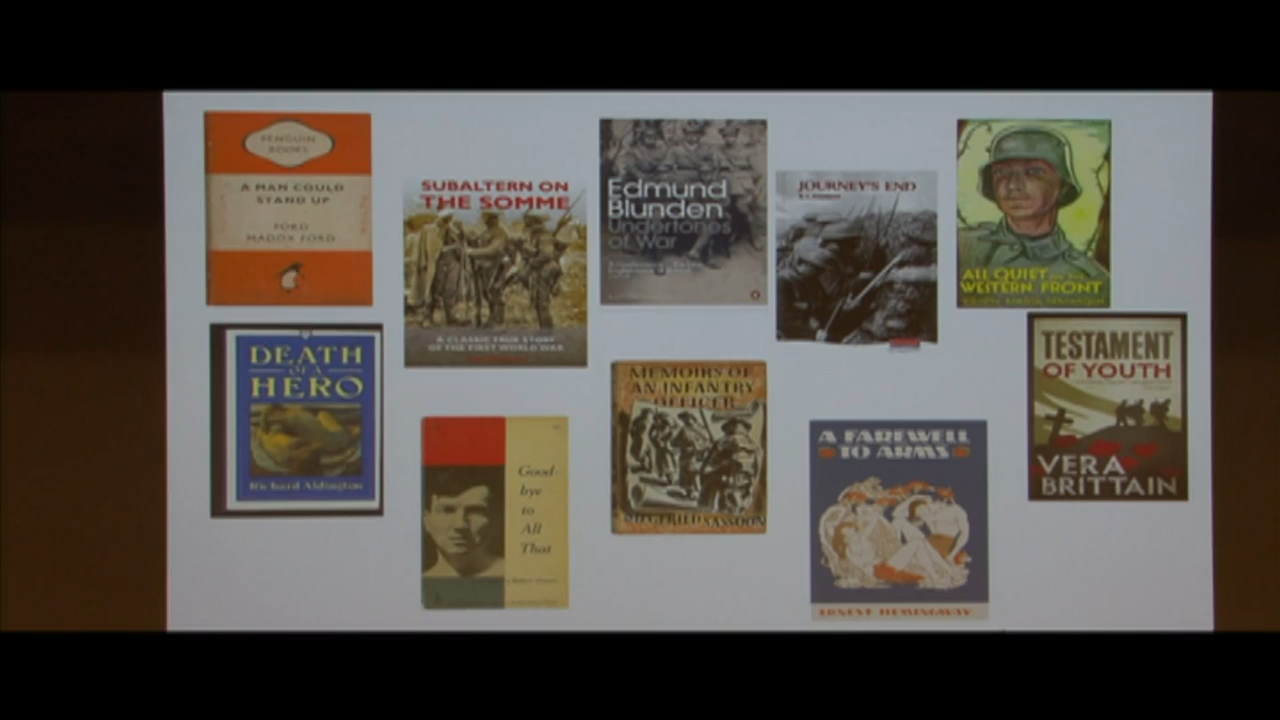 PENGUIN
BOOKS
A MAN COULD
STAND UP
FORD
MADOX FORD
SUBALTERN ON
THE SOMME
A CLASSIC TRUE STORY
OF THE FIRST WORLD WAR
Edmund
Blunden
Undertones
of War
JOURNEY'S END
ALL QUIET ON THE
WESTERN FRONT
DEATH
OF A
HERO
Richard Aldington
Good-
bye
to
All
That
MEMOIRS OF
AN INFANTRY
OFFICER
SIEGFRIED SASSOON
A FAREWELL
TO ARMS
ERNEST HEMINGWAY
TESTAMENT
OF YOUTH
VERA
BRITTAIN